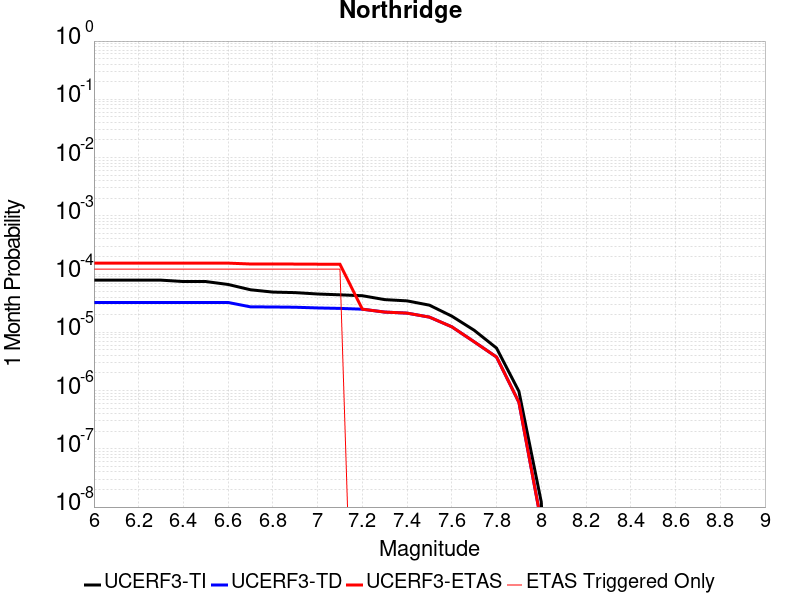 Northridge
10^0
10^-1
10^-2
10^-3
10^-4
10^-5
10^-6
10^-7
10^-8
1 Month Probability
6 6.2 6.4 6.6 6.8 7 7.2 7.4 7.6 7.8 8 8.2 8.4 8.6 8.8 9
Magnitude
UCERF3-TI UCERF3-TD UCERF3-ETAS ETAS Triggered Only